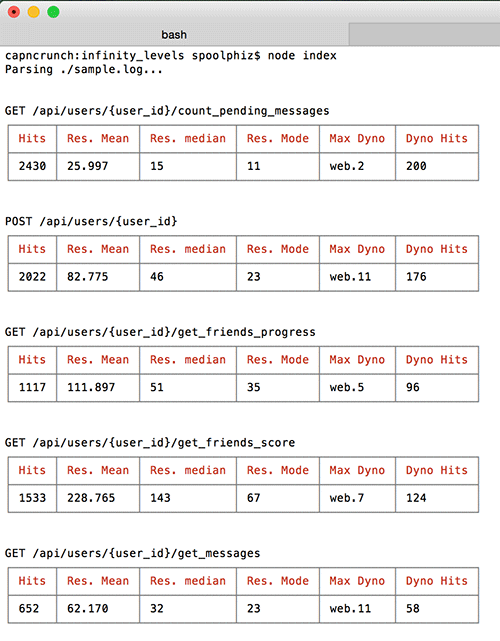 bash
capncrunch:infinity_levels spoolphiz$ node index
Parsing ./sample.log...
GET /api/users/{user_id}/count_pending_messages
Hits Res. Mean Res. median Res. Mode Max Dyno Dyno Hits
2430 25.997 15 11 web.2 200
POST /api/users/{user_id}
Hits Res. Mean Res. median Res. Mode Max Dyno Dyno Hits
2022 82.775 46 23 web.11 176
GET /api/users/{user_id}/get_friends_progress
Hits Res. Mean Res. median Res. Mode Max Dyno Dyno Hits
1117 111.897 51 35 web.5 96
GET /api/users/{user_id}/get_friends_score
Hits Res. Mean Res. median Res. Mode Max Dyno Dyno Hits
1533 228.765 143 67 web.7 124
GET /api/users/{user_id}/get_messages
Hits Res. Mean Res. median Res. Mode Max Dyno Dyno Hits
652 62.170 32 23 web.11 58